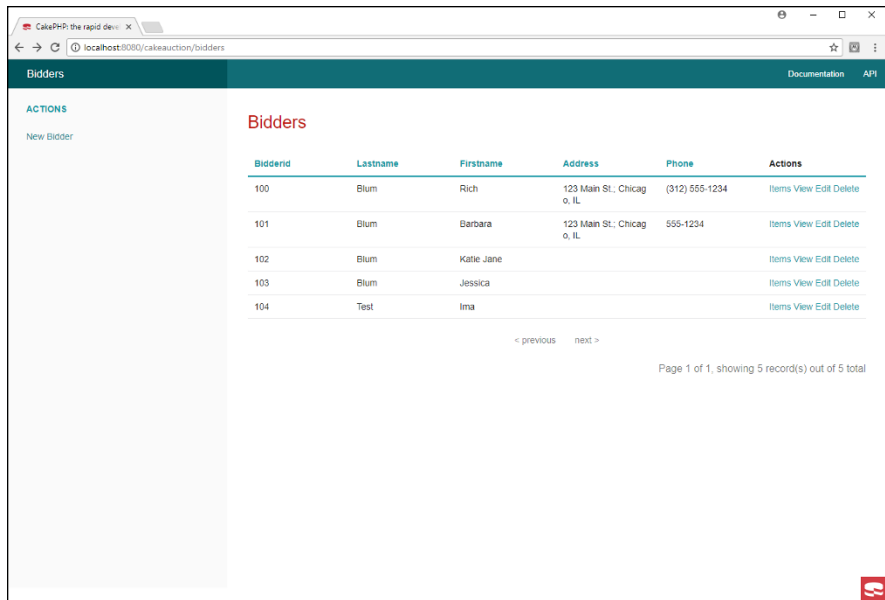 CakePHP: the rapid deve
localhost:8080/cakeauction/bidders
Bidders
Documentation API
ACTIONS
New Bidder
Bidders
Bidderid Lastname Firstname Address Phone Actions
100 Blum Rich 123 Main St.; Chicag (312) 555-1234 Items View Edit Delete
o, IL
101 Blum Barbara 123 Main St.; Chicag 555-1234 Items View Edit Delete
o, IL
102 Blum Katie Jane Items View Edit Delete
103 Blum Jessica Items View Edit Delete
104 Test Ima Items View Edit Delete
< previous next >
Page 1 of 1, showing 5 record(s) out of 5 total